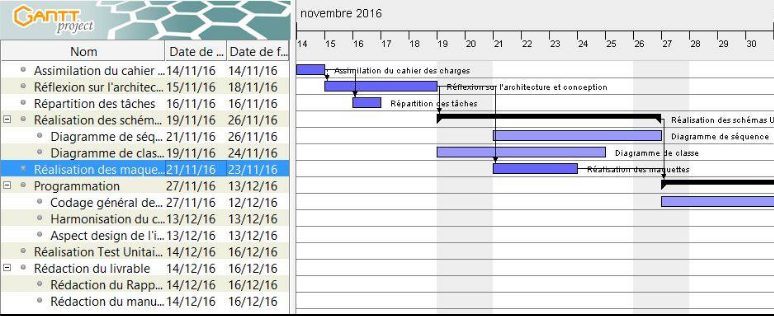 GANTT
project
novembre 2016
Nom Date de ... Date de f...
14 15 16 17 18 19 20 21 22 23 24 25 26 27 28 29 30
Assimilation du cahier ... 14/11/16 14/11/16 Assimilation du cahier des charges
Réflexion sur l'architec... 15/11/16 18/11/16 Réflexion sur l'architecture et conception
Répartition des tâches 16/11/16 16/11/16 Répartition des tâches
Réalisation des schém... 19/11/16 26/11/16 Réalisation des schémas U
Diagramme de séq... 21/11/16 26/11/16 Diagramme de séquence
Diagramme de clas... 19/11/16 24/11/16 Diagramme de classe
Réalisation des maque... 21/11/16 23/11/16 Réalisation des maquettes
Programmation 27/11/16 13/12/16
Codage général de... 27/11/16 12/12/16
Harmonisation du c... 13/12/16 13/12/16
Aspect design de l'i... 13/12/16 13/12/16
Réalisation Test Unitai... 14/12/16 16/12/16
Rédaction du livrable 14/12/16 16/12/16
Rédaction du Rapp... 14/12/16 16/12/16
Rédaction du manu... 14/12/16 16/12/16